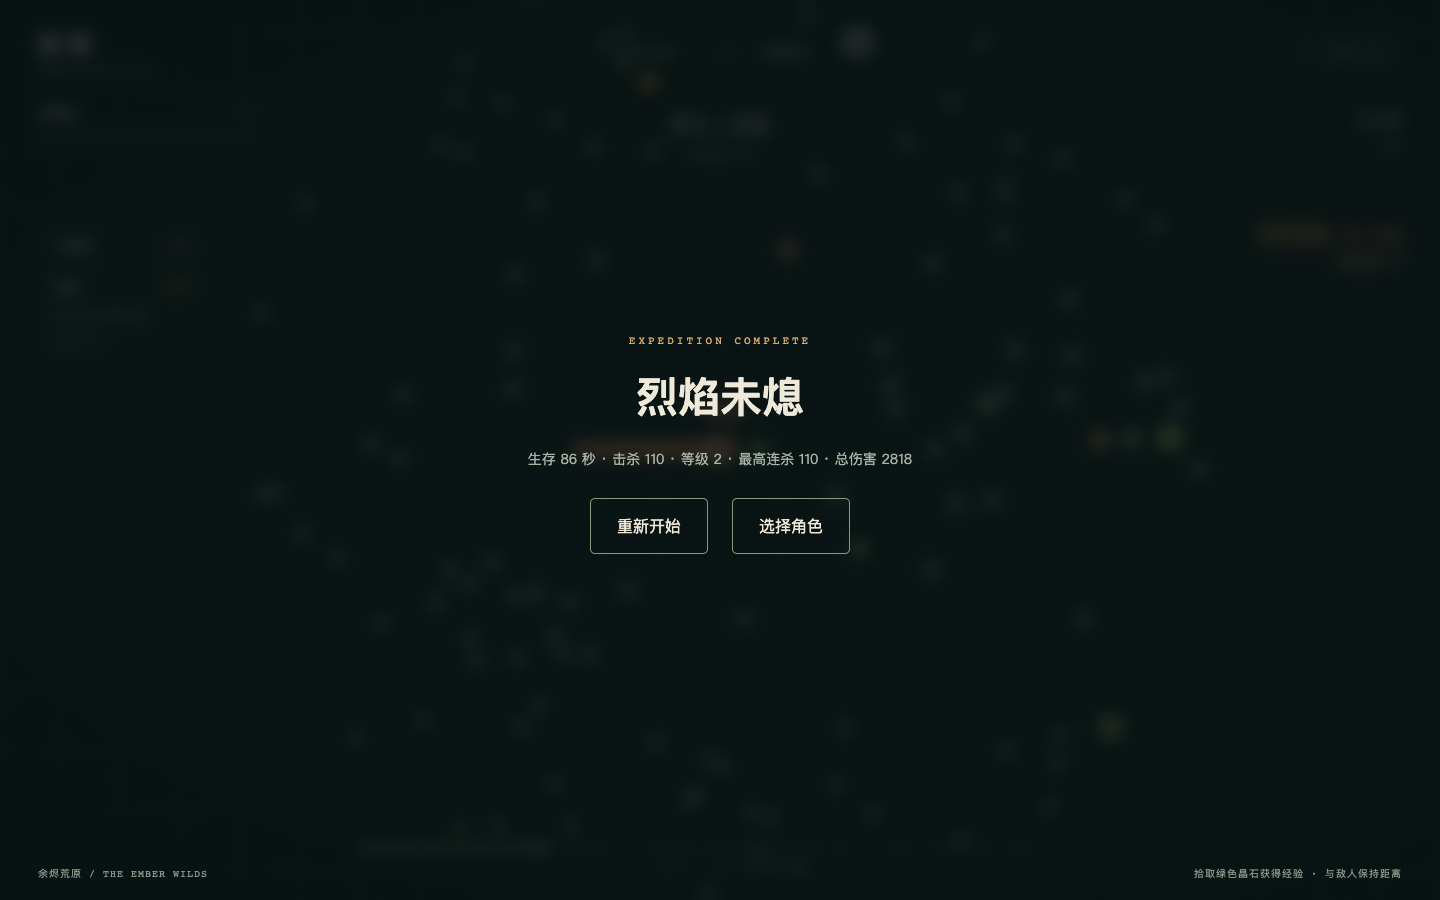 EXPEDITION COMPLETE
烈焰未熄
生存 86 秒 · 击杀 110 · 等级 2 · 最高连杀 110 · 总伤害 2818
重新开始
选择角色
余烬荒原 / THE EMBER WILDS
拾取绿色晶石获得经验 · 与敌人保持距离